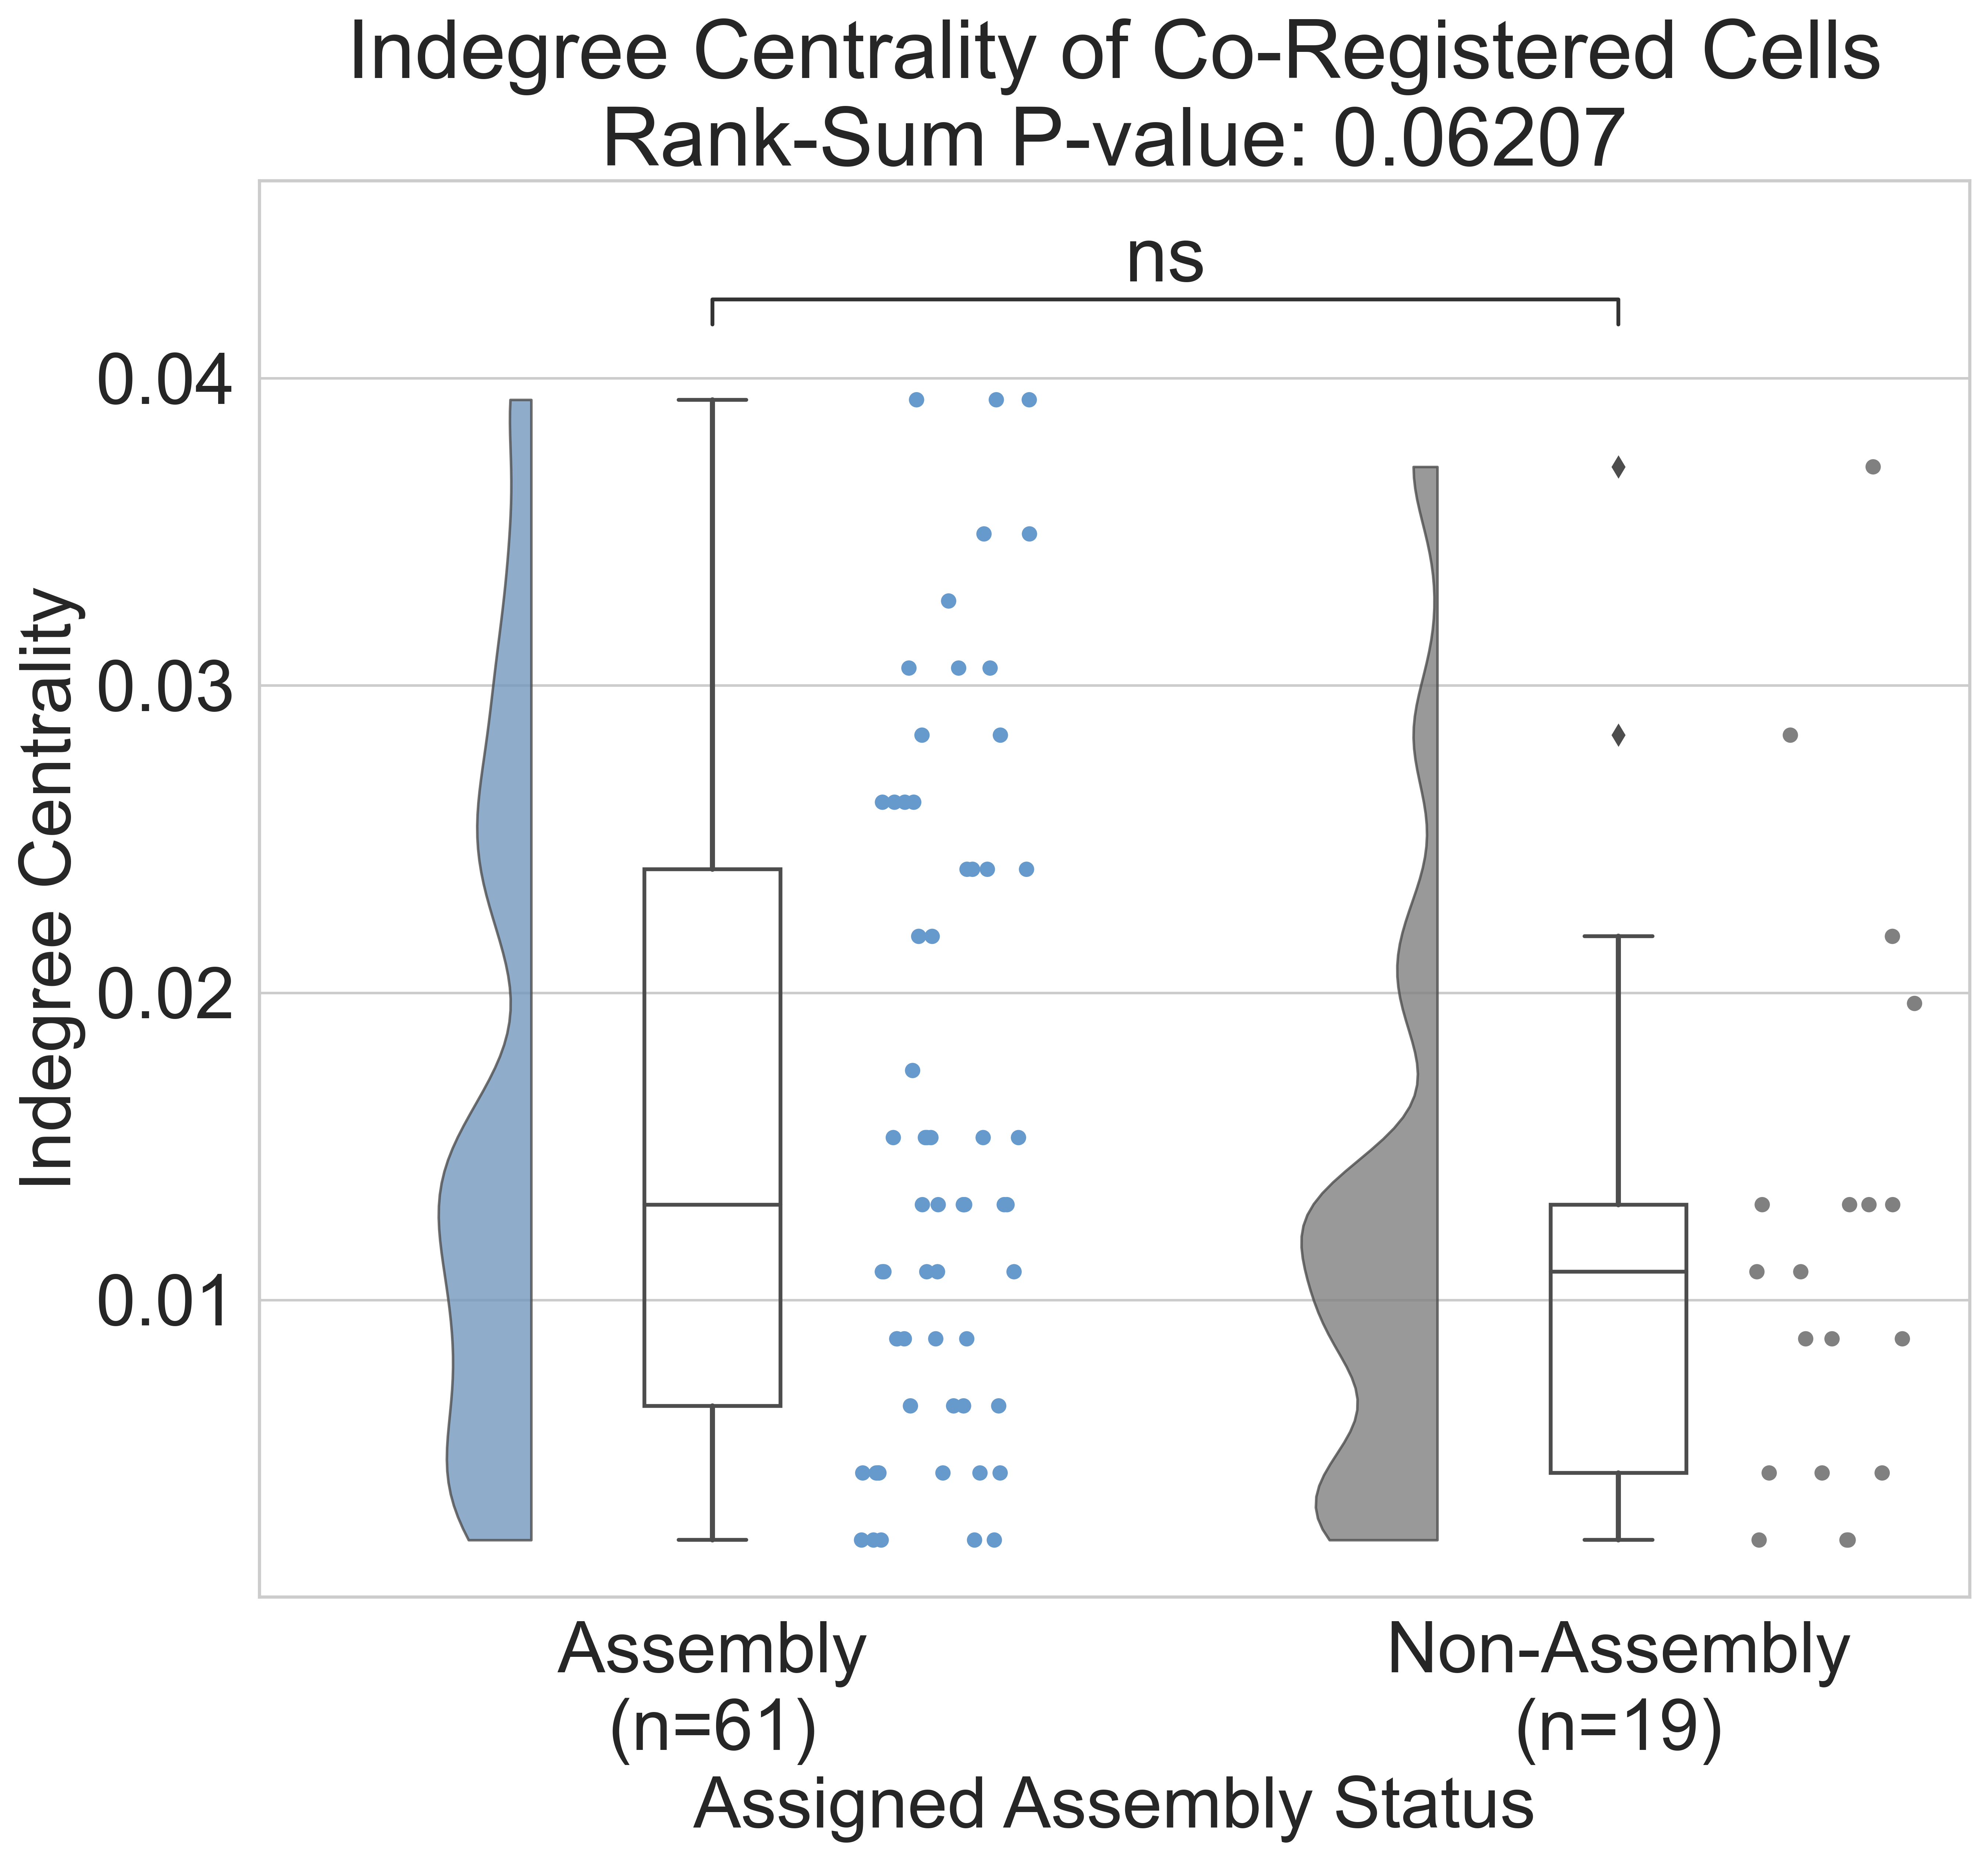 Indegree Centrality of Co-Registered Cells
Rank-Sum P-value: 0.06207
ns
0.04
0.03
0.02
0.01
Indegree Centrality
Assembly
(n=61)
Non-Assembly
(n=19)
Assigned Assembly Status